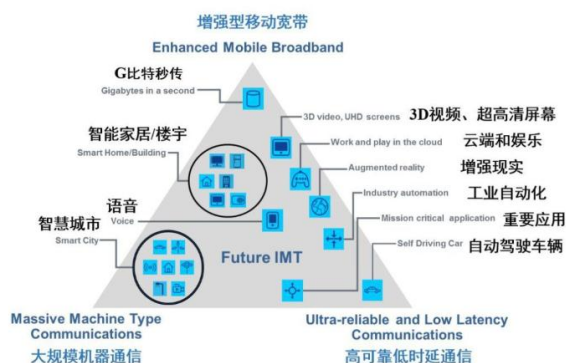 增强型移动宽带
Enhanced Mobile Broadband
G比特秒传
Gigabytes in a second
3D video, UHD screens 3D视频、超高清屏幕
智能家居/楼宇
Smart Home/Building
Work and play in the cloud 云端和娱乐
Augmented reality 增强现实
Industry automation 工业自动化
语音
Voice
Mission critical application 重要应用
智慧城市
Smart City
Self Driving Car 自动驾驶车辆
Future IMT
Massive Machine Type
Communications
大规模机器通信
Ultra-reliable and Low Latency
Communications
高可靠低时延通信